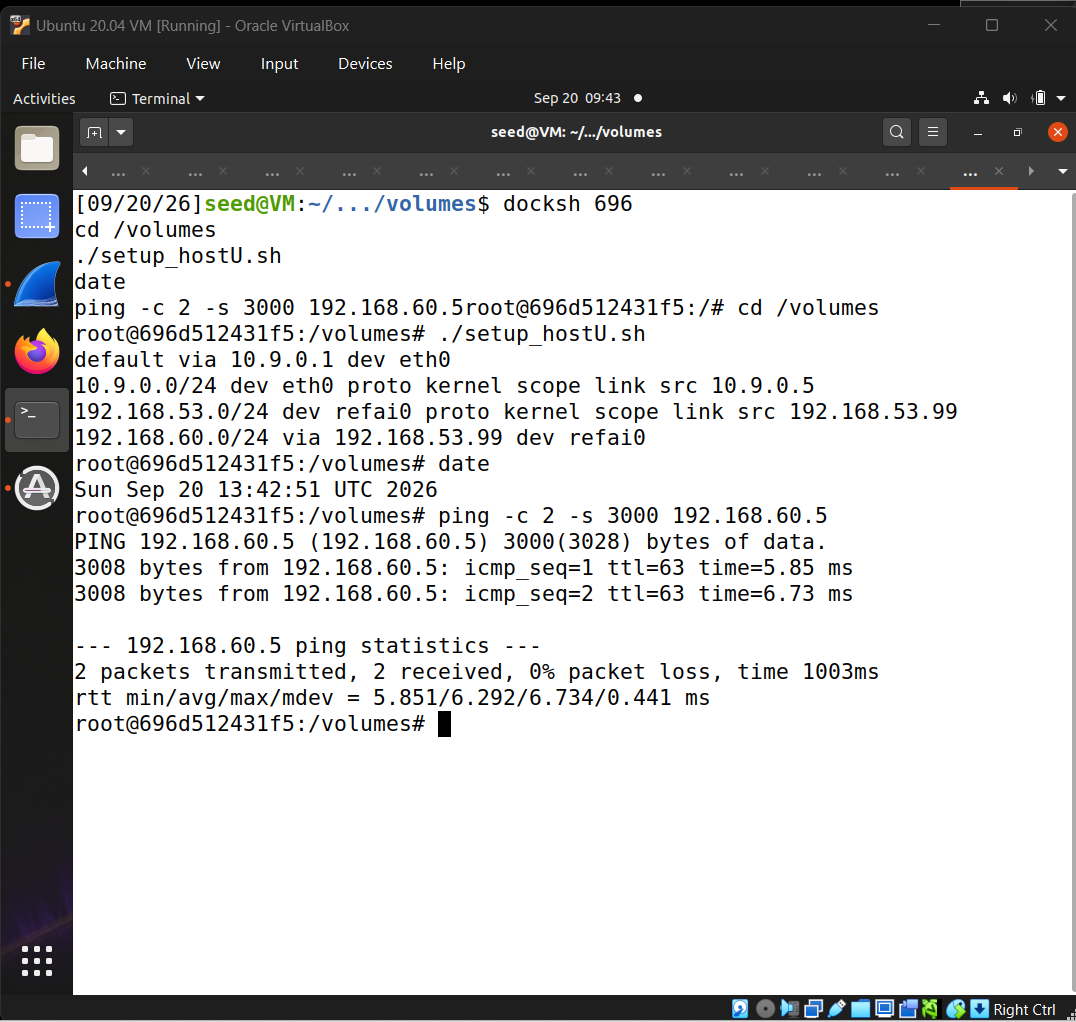 Ubuntu 20.04 VM [Running] - Oracle VirtualBox
File Machine View Input Devices Help
Activities Terminal Sep 20 09:43
seed@VM: ~/.../volumes
... ... ... ... ... ... ... ... ... ... ... ...
[09/20/26]seed@VM:~/.../volumes$ docksh 696
cd /volumes
./setup_hostU.sh
date
ping -c 2 -s 3000 192.168.60.5root@696d512431f5:/# cd /volumes
root@696d512431f5:/volumes# ./setup_hostU.sh
default via 10.9.0.1 dev eth0
10.9.0.0/24 dev eth0 proto kernel scope link src 10.9.0.5
192.168.53.0/24 dev refai0 proto kernel scope link src 192.168.53.99
192.168.60.0/24 via 192.168.53.99 dev refai0
root@696d512431f5:/volumes# date
Sun Sep 20 13:42:51 UTC 2026
root@696d512431f5:/volumes# ping -c 2 -s 3000 192.168.60.5
PING 192.168.60.5 (192.168.60.5) 3000(3028) bytes of data.
3008 bytes from 192.168.60.5: icmp_seq=1 ttl=63 time=5.85 ms
3008 bytes from 192.168.60.5: icmp_seq=2 ttl=63 time=6.73 ms
--- 192.168.60.5 ping statistics ---
2 packets transmitted, 2 received, 0% packet loss, time 1003ms
rtt min/avg/max/mdev = 5.851/6.292/6.734/0.441 ms
root@696d512431f5:/volumes#
Right Ctrl